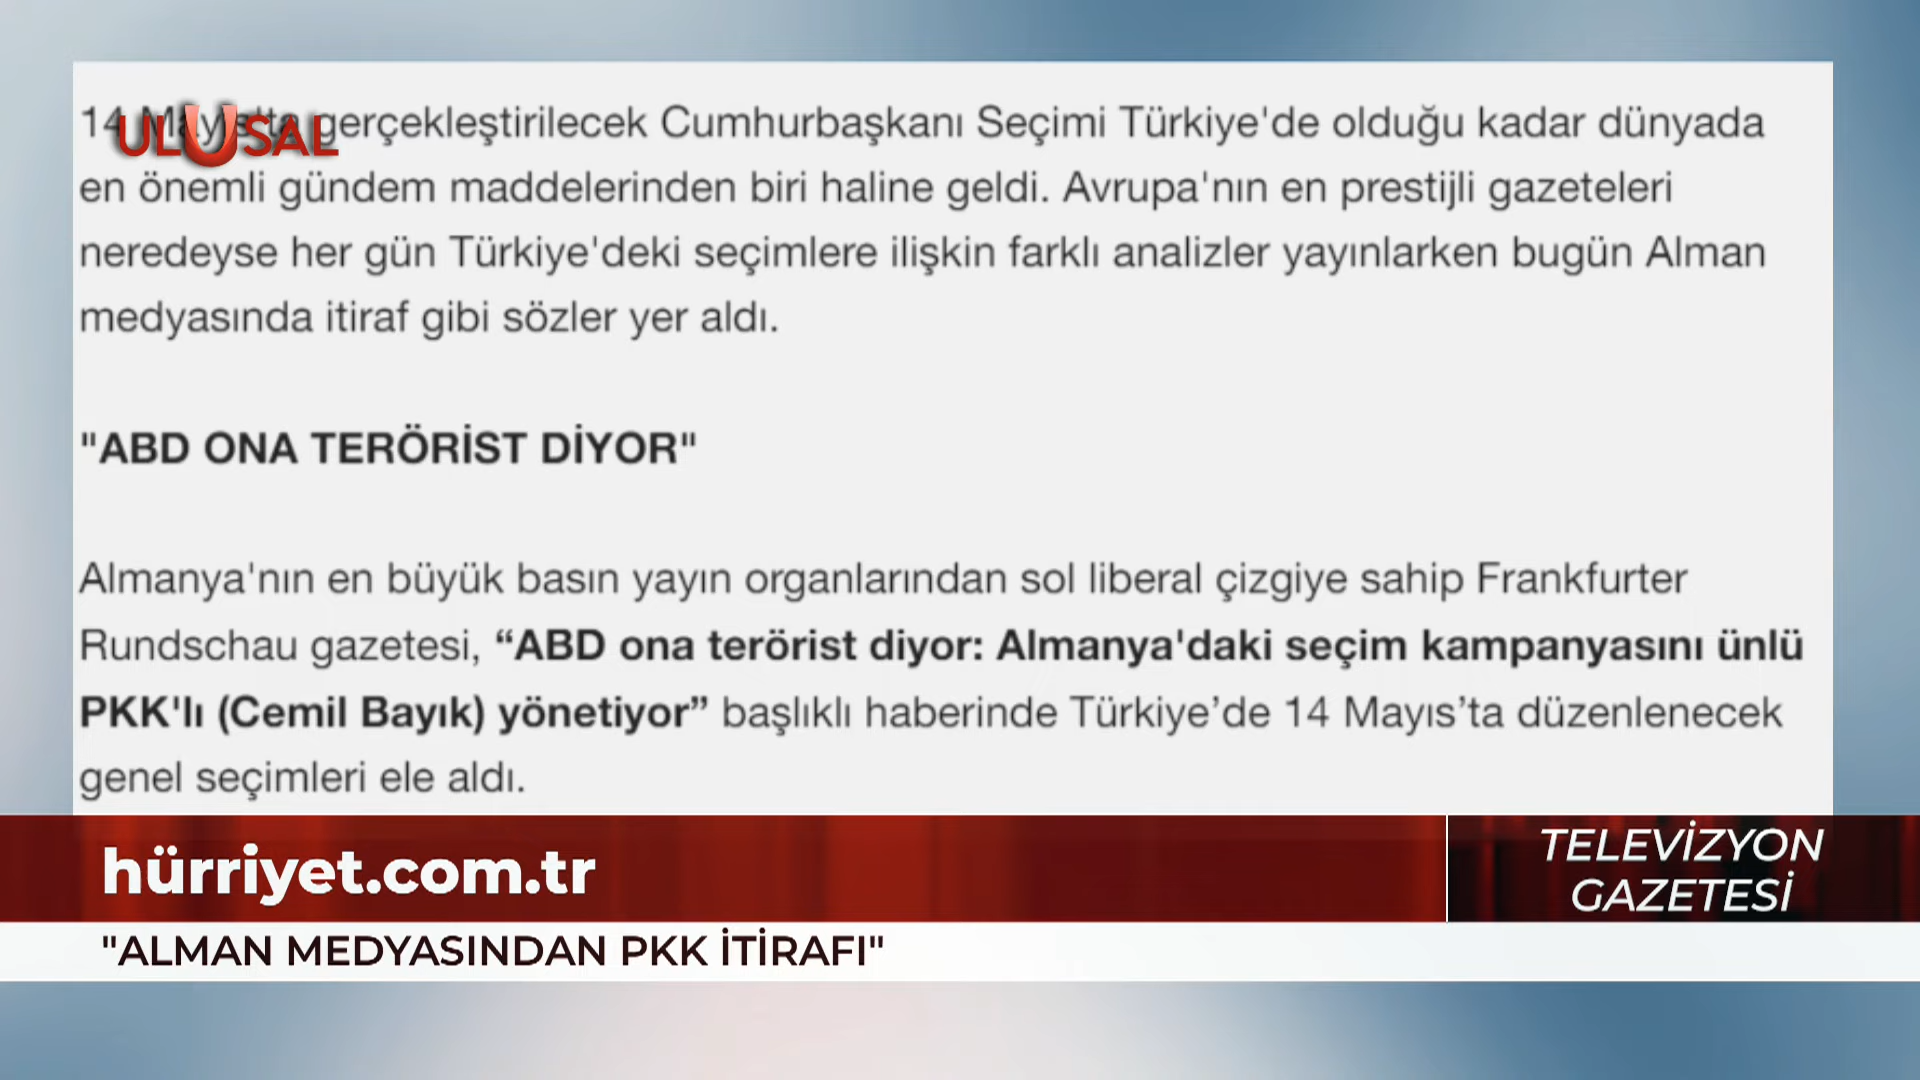 ULUSAL
14 Mayıs'ta gerçekleştirilecek Cumhurbaşkanı Seçimi Türkiye'de olduğu kadar dünyada
en önemli gündem maddelerinden biri haline geldi. Avrupa'nın en prestijli gazeteleri
neredeyse her gün Türkiye'deki seçimlere ilişkin farklı analizler yayınlarken bugün Alman
medyasında itiraf gibi sözler yer aldı.
"ABD ONA TERÖRİST DİYOR"
Almanya'nın en büyük basın yayın organlarından sol liberal çizgiye sahip Frankfurter
Rundschau gazetesi, “ABD ona terörist diyor: Almanya'daki seçim kampanyasını ünlü
PKK'lı (Cemil Bayık) yönetiyor” başlıklı haberinde Türkiye’de 14 Mayıs’ta düzenlenecek
genel seçimleri ele aldı.
hürriyet.com.tr
TELEVİZYON
GAZETESİ
"ALMAN MEDYASINDAN PKK İTİRAFI"